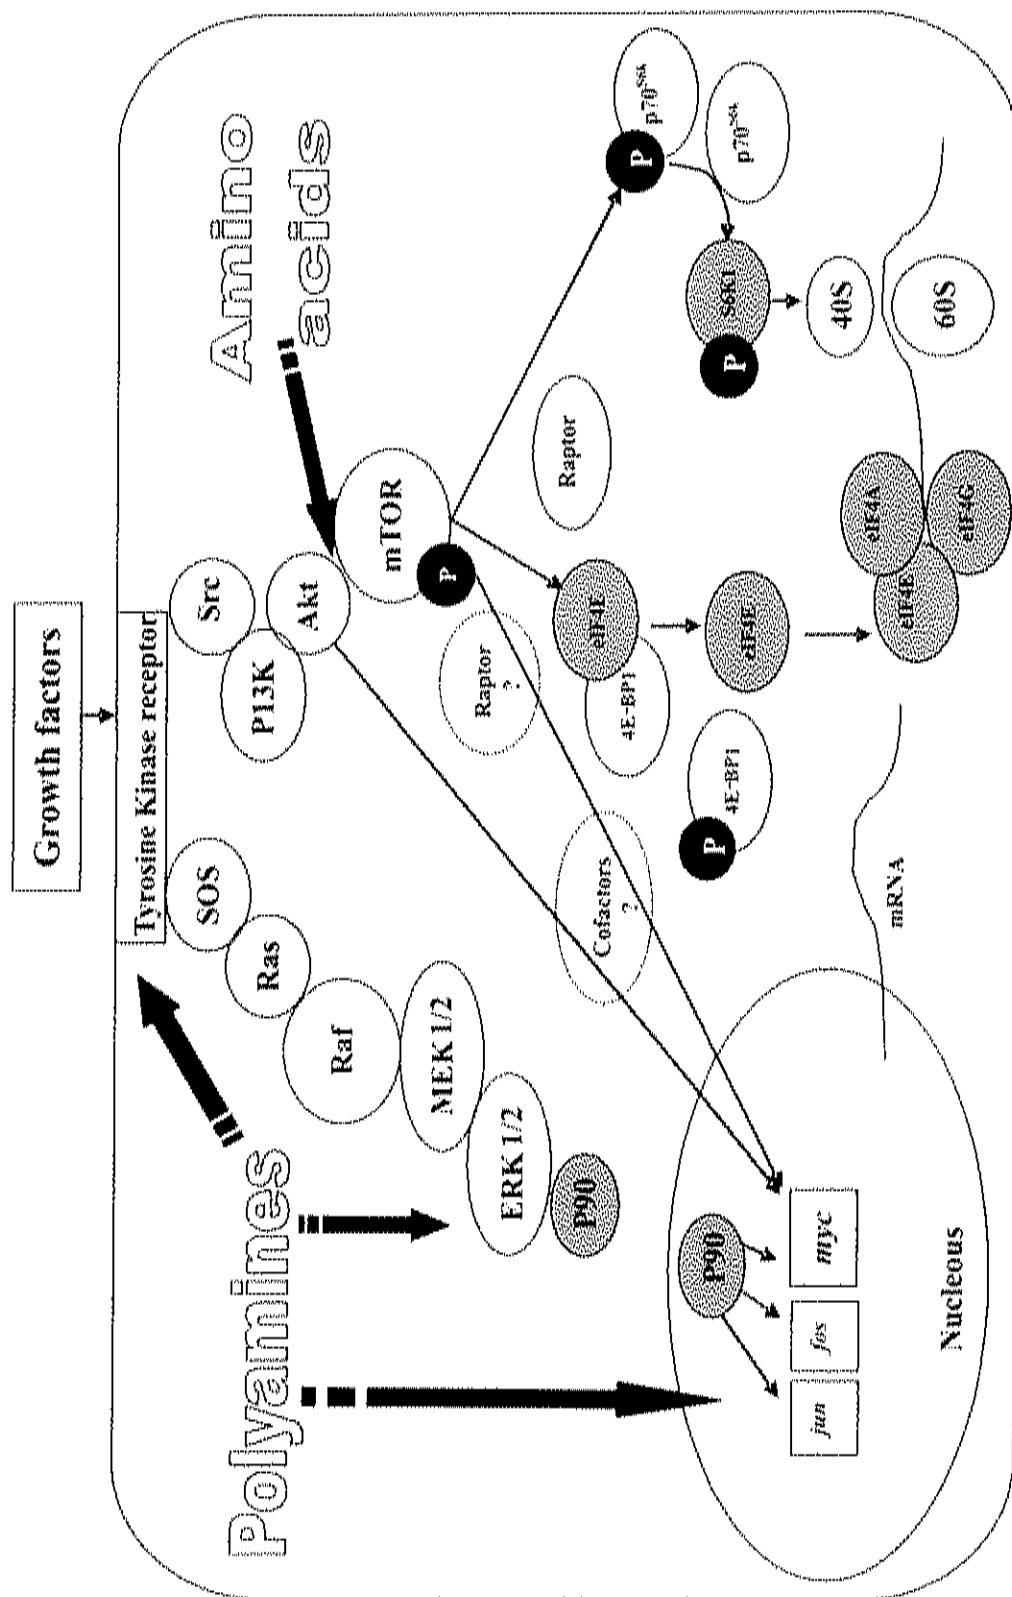 Growth factors
Tyrosine Kinase receptor
Polyamines
Amino
acids
SOS
Src
Ras
P13K
Akt
Raf
mTOR
P
MEK 1/2
Raptor
?
Raptor
ERK 1/2
P90
Cofactors
?
eIF4E
4E-BP1
P
p70S6k
p70S6k
P90
P
4E-BP1
eIF4E
P
S6K1
jun
fos
myc
40S
mRNA
eIF4A
eIF4E
eIF4G
60S
Nucleous